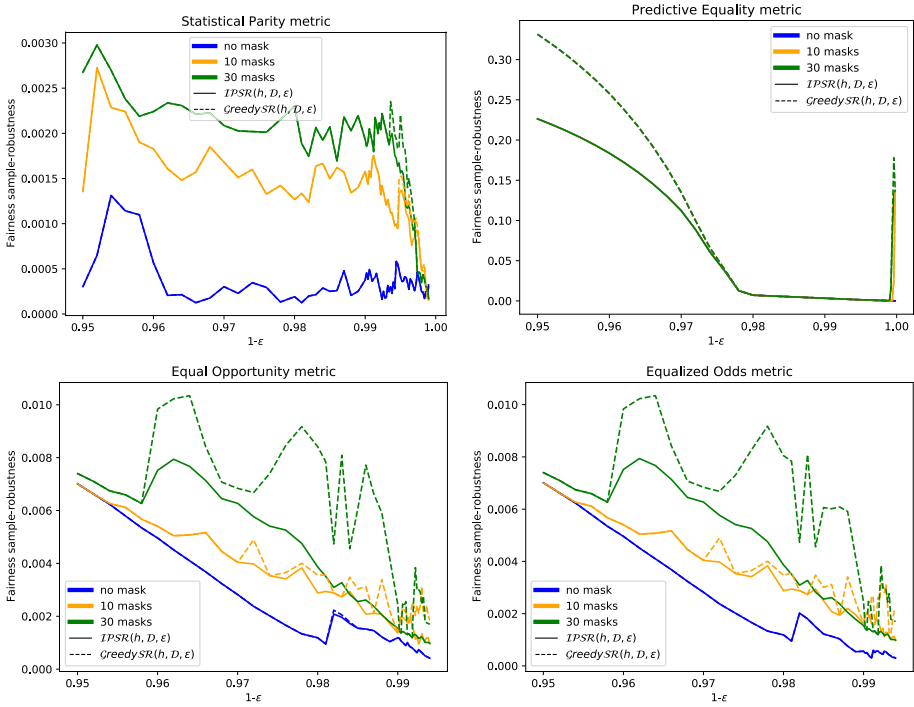 Statistical Parity metric
Fairness sample-robustness
0.0030
0.0025
0.0020
0.0015
0.0010
0.0005
0.0000
no mask
10 masks
30 masks
𝓘𝓟𝓢𝓡(h, 𝓓, ε)
𝓖reedy𝓢𝓡(h, 𝓓, ε)
0.95 0.96 0.97 0.98 0.99 1.00
1-ε
Predictive Equality metric
Fairness sample-robustness
0.30
0.25
0.20
0.15
0.10
0.05
0.00
no mask
10 masks
30 masks
𝓘𝓟𝓢𝓡(h, 𝓓, ε)
𝓖reedy𝓢𝓡(h, 𝓓, ε)
0.95 0.96 0.97 0.98 0.99 1.00
1-ε
Equal Opportunity metric
Fairness sample-robustness
0.010
0.008
0.006
0.004
0.002
0.000
no mask
10 masks
30 masks
𝓘𝓟𝓢𝓡(h, 𝓓, ε)
𝓖reedy𝓢𝓡(h, 𝓓, ε)
0.95 0.96 0.97 0.98 0.99
1-ε
Equalized Odds metric
Fairness sample-robustness
0.010
0.008
0.006
0.004
0.002
0.000
no mask
10 masks
30 masks
𝓘𝓟𝓢𝓡(h, 𝓓, ε)
𝓖reedy𝓢𝓡(h, 𝓓, ε)
0.95 0.96 0.97 0.98 0.99
1-ε